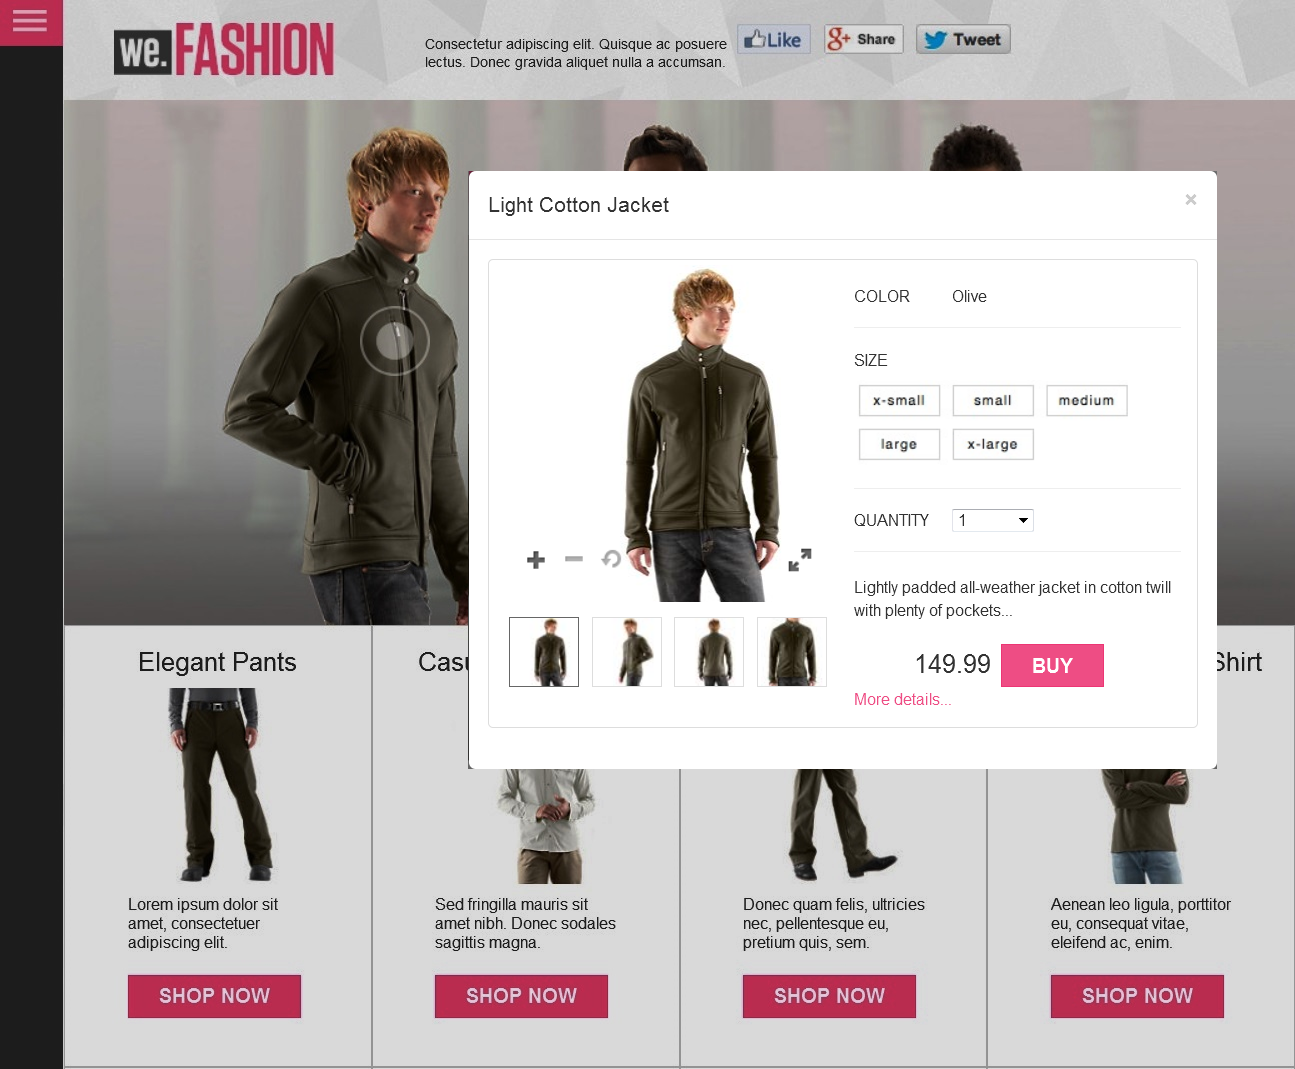 we.FASHION
Consectetur adipiscing elit. Quisque ac posuere
lectus. Donec gravida aliquet nulla a accumsan.
Like
g+ Share
Tweet
Light Cotton Jacket
×
COLOR Olive
SIZE
x-small small medium
large x-large
QUANTITY 1
Lightly padded all-weather jacket in cotton twill
with plenty of pockets...
149.99 BUY
More details...
Elegant Pants
Lorem ipsum dolor sit
amet, consectetuer
adipiscing elit.
SHOP NOW
Sed fringilla mauris sit
amet nibh. Donec sodales
sagittis magna.
SHOP NOW
Donec quam felis, ultricies
nec, pellentesque eu,
pretium quis, sem.
SHOP NOW
Shirt
Aenean leo ligula, porttitor
eu, consequat vitae,
eleifend ac, enim.
SHOP NOW